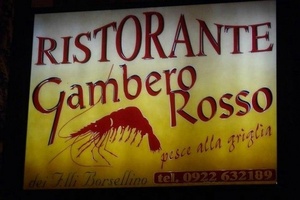 RISTORANTE
Gambero
Rosso
pesce alla griglia
dei F.lli Borsellino
tel. 0922 632189